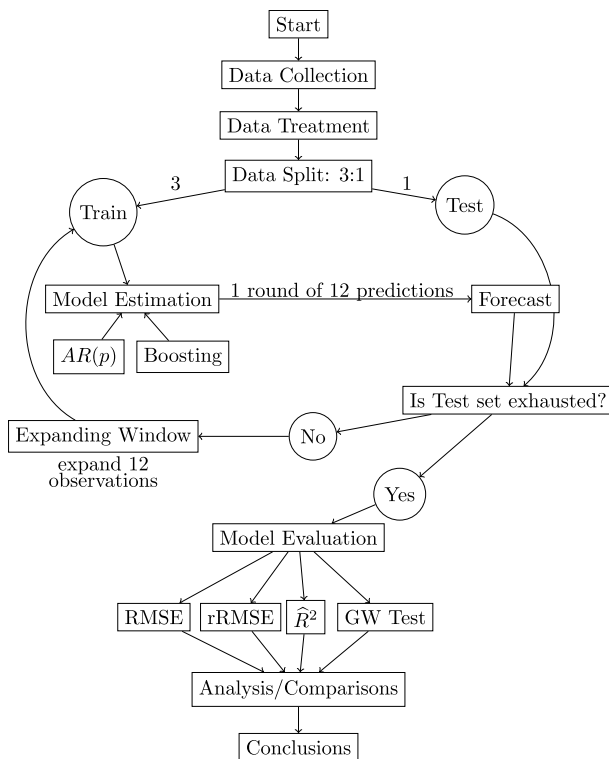 Start
Data Collection
Data Treatment
Data Split: 3:1
3
1
Train
Test
Model Estimation
1 round of 12 predictions
Forecast
AR(p)
Boosting
Is Test set exhausted?
Expanding Window
No
expand 12
observations
Yes
Model Evaluation
RMSE
rRMSE
R̂²
GW Test
Analysis/Comparisons
Conclusions